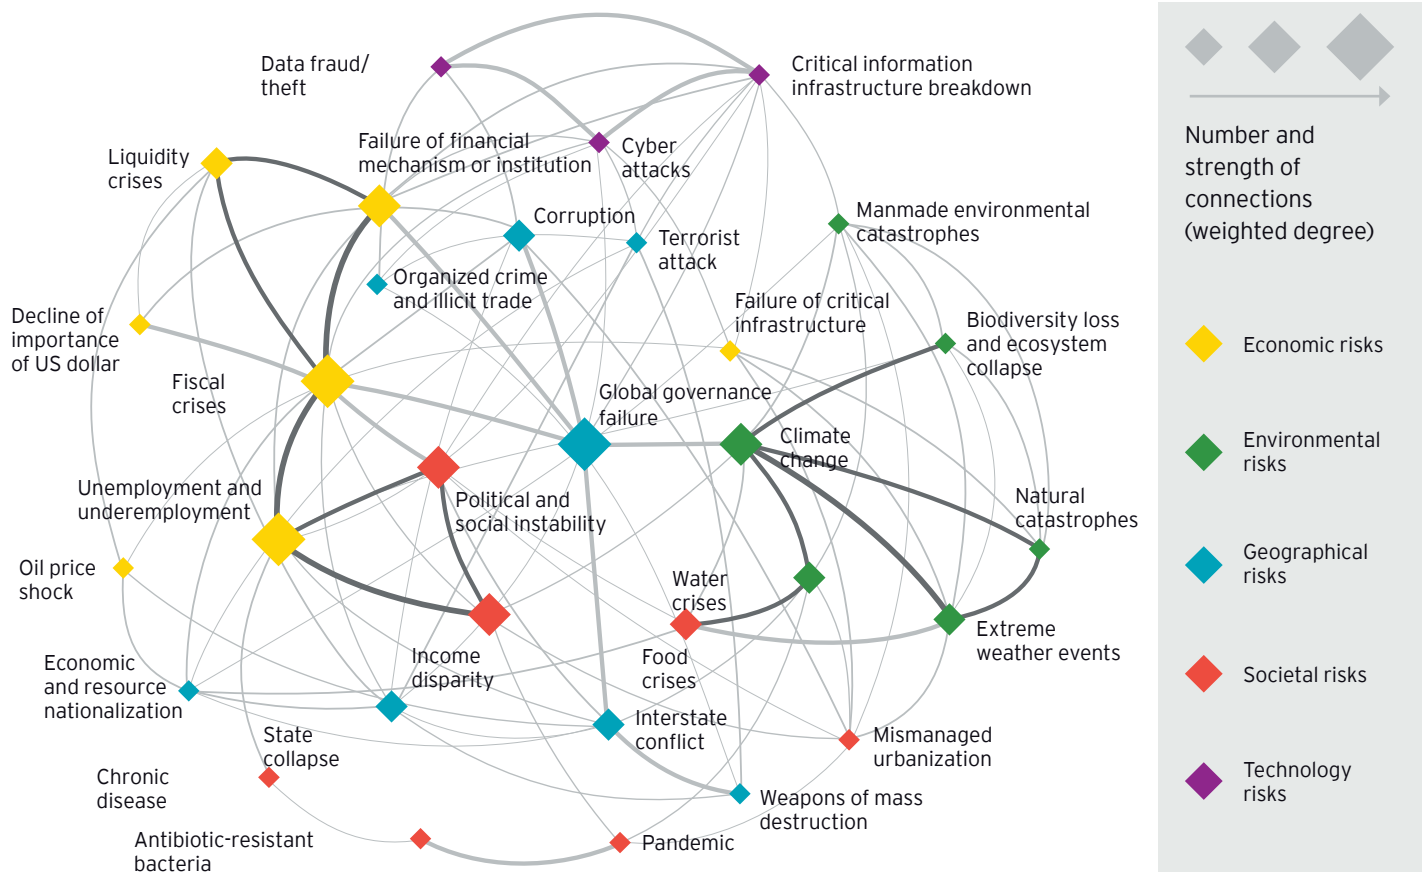 Data fraud/
theft
Critical information
infrastructure breakdown
Liquidity
crises
Failure of financial
mechanism or institution
Cyber
attacks
Corruption
Terrorist
attack
Manmade environmental
catastrophes
Organized crime
and illicit trade
Decline of
importance
of US dollar
Failure of critical
infrastructure
Biodiversity loss
and ecosystem
collapse
Fiscal
crises
Global governance
failure
Climate
change
Unemployment and
underemployment
Political and
social instability
Natural
catastrophes
Oil price
shock
Water
crises
Income
disparity
Food
crises
Extreme
weather events
Economic
and resource
nationalization
State
collapse
Interstate
conflict
Mismanaged
urbanization
Chronic
disease
Weapons of mass
destruction
Antibiotic-resistant
bacteria
Pandemic
Number and
strength of
connections
(weighted degree)
Economic risks
Environmental
risks
Geographical
risks
Societal risks
Technology
risks